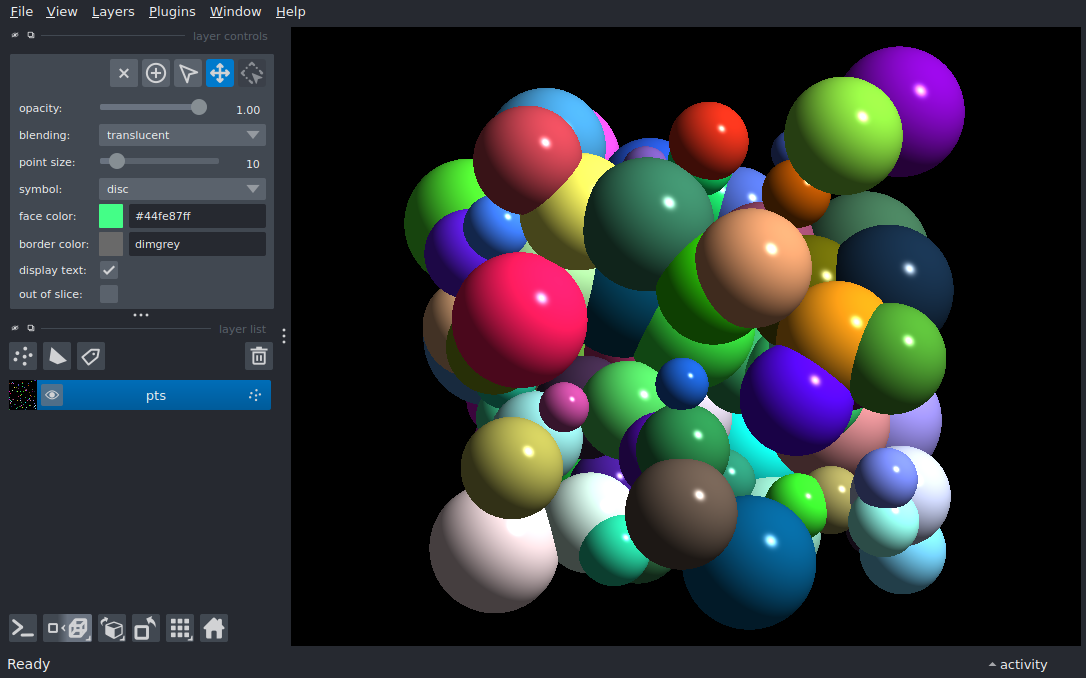 File View Layers Plugins Window Help
layer controls
opacity: 1.00
blending: translucent
point size: 10
symbol: disc
face color: #44fe87ff
border color: dimgrey
display text:
out of slice:
layer list
pts
Ready
activity